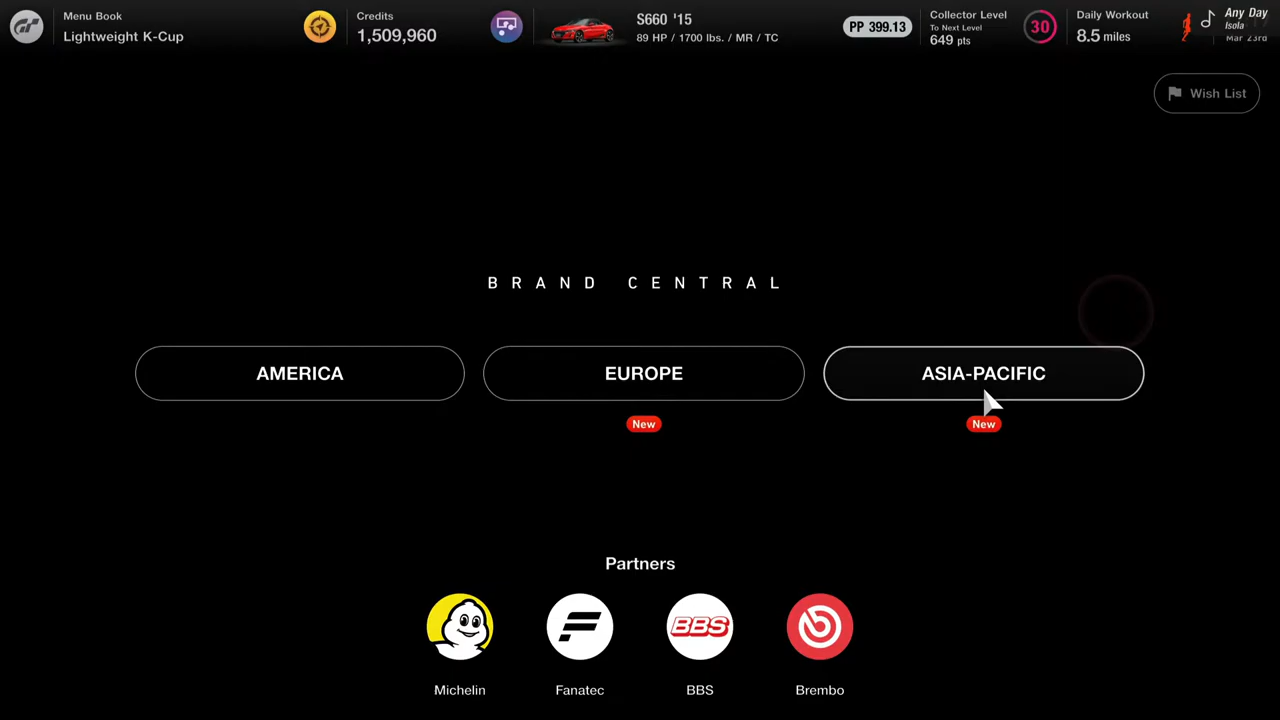 Menu Book
Lightweight K-Cup
Credits
1,509,960
S660 '15
89 HP / 1700 lbs. / MR / TC
PP 399.13
Collector Level
To Next Level
649 pts
30
Daily Workout
8.5 miles
Any Day
Isola
Mar 23rd
Wish List
BRAND CENTRAL
AMERICA
EUROPE
ASIA-PACIFIC
New
New
Partners
BBS
Michelin
Fanatec
BBS
Brembo